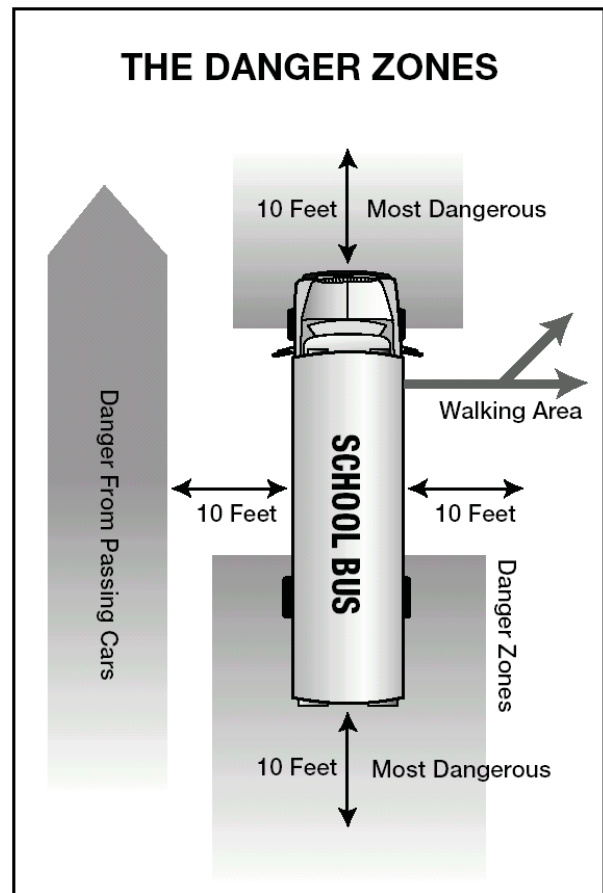 THE DANGER ZONES
10 Feet
Most Dangerous
Walking Area
Danger From Passing Cars
SCHOOL BUS
10 Feet
10 Feet
Danger Zones
10 Feet
Most Dangerous